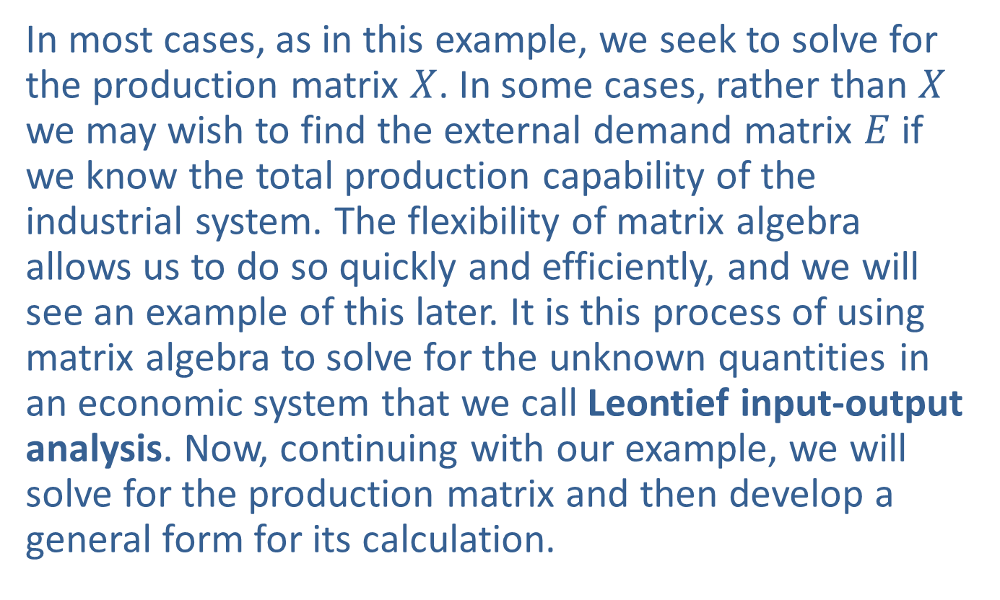 In most cases, as in this example, we seek to solve for
the production matrix X. In some cases, rather than X
we may wish to find the external demand matrix E if
we know the total production capability of the
industrial system. The flexibility of matrix algebra
allows us to do so quickly and efficiently, and we will
see an example of this later. It is this process of using
matrix algebra to solve for the unknown quantities in
an economic system that we call Leontief input-output
analysis. Now, continuing with our example, we will
solve for the production matrix and then develop a
general form for its calculation.